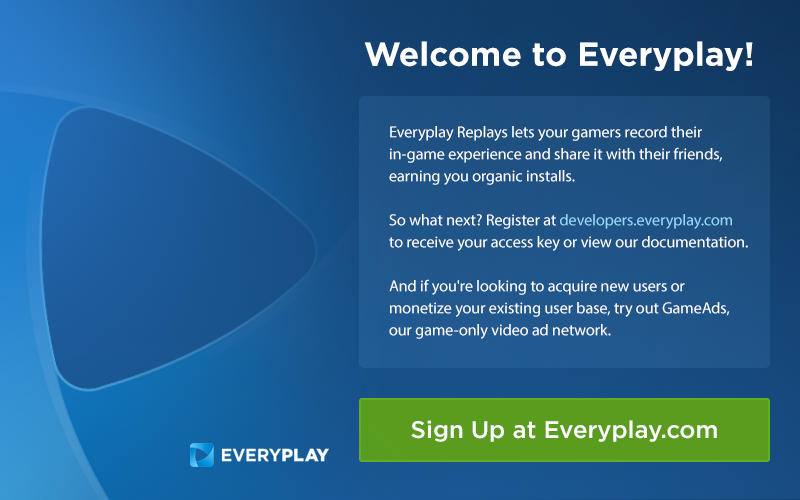 Welcome to Everyplay!
Everyplay Replays lets your gamers record their
in-game experience and share it with their friends,
earning you organic installs.
So what next? Register at developers.everyplay.com
to receive your access key or view our documentation.
And if you're looking to acquire new users or
monetize your existing user base, try out GameAds,
our game-only video ad network.
Sign Up at Everyplay.com
EVERYPLAY